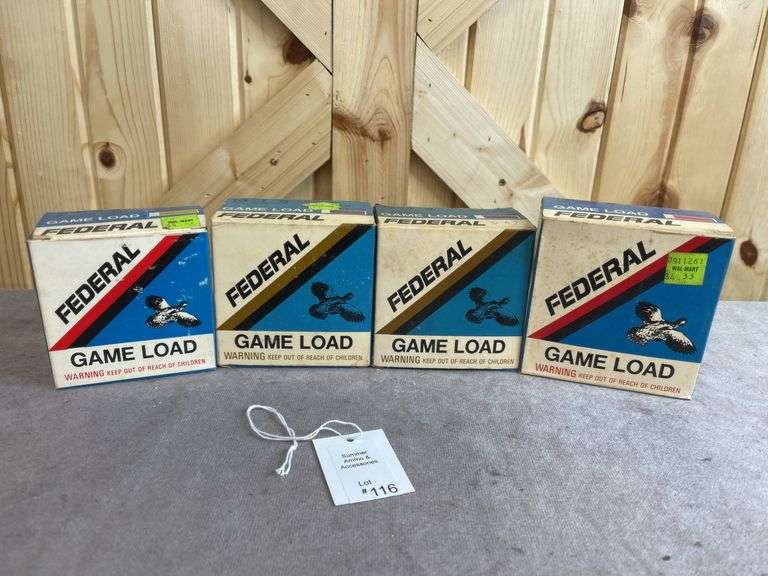 GAME LOAD
FEDERAL
WAL-MART
FEDERAL
GAME LOAD
WARNING KEEP OUT OF REACH OF CHILDREN
GAME LOAD
FEDERAL
FEDERAL
GAME LOAD
WARNING KEEP OUT OF REACH OF CHILDREN
GAME LOAD
FEDERAL
FEDERAL
GAME LOAD
WARNING KEEP OUT OF REACH OF CHILDREN
GAME LOAD
FEDERAL
WAL-MART
FEDERAL
GAME LOAD
WARNING KEEP OUT OF REACH OF CHILDREN
Summer
Ammo &
Accessories
Lot
#116